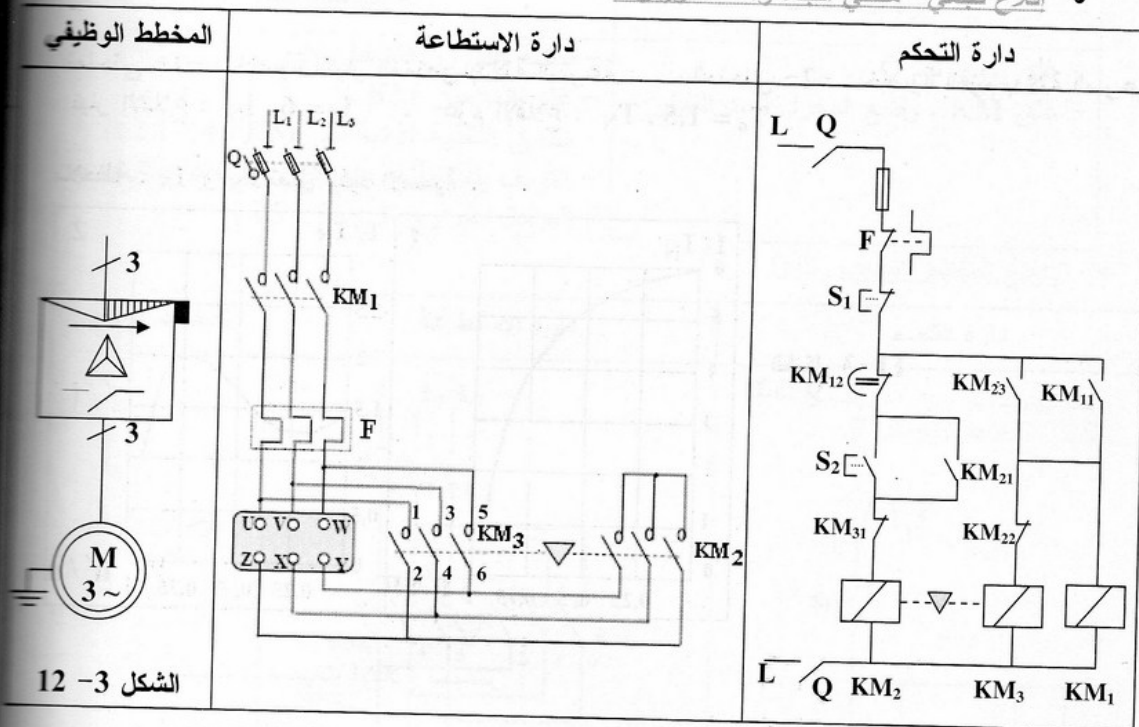 المخطط الوظيفي
دارة الاستطاعة
دارة التحكم
3
3
M
3 ~
الشكل 3- 12
L₁ L₂ L₃
Q
KM₁
F
U V W
Z X Y
1 3 5
KM₃
2 4 6
KM₂
L Q
F
S₁
KM₁₂
KM₂₃
KM₁₁
S₂
KM₂₁
KM₃₁
KM₂₂
L Q KM₂ KM₃ KM₁